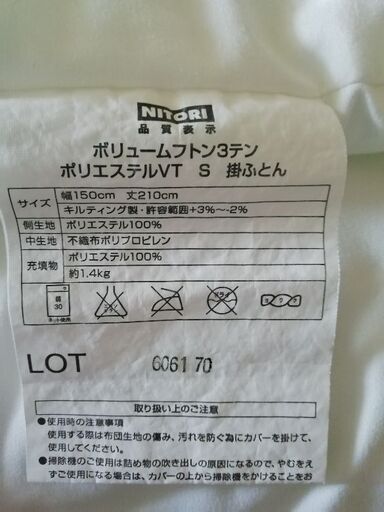 NITORI
品質表示
ボリュームフトン3テン
ポリエステルVT S 掛ふとん
サイズ 幅150cm 丈210cm
キルティング製・許容範囲+3%~-2%
側生地 ポリエステル100%
中生地 不織布ポリプロピレン
充填物 ポリエステル100%
約1.4kg
弱
30
ネット使用
LOT 6061 70
取り扱い上のご注意
●使用時の注意事項
使用する際は布団生地の傷み、汚れを防ぐ為にカバーを掛けて、
使用してください。
●掃除機のご使用は詰め物の吹き出しの原因になるので、やむをえ
ずご使用になる場合は、カバーの上から掃除機をかけることをお